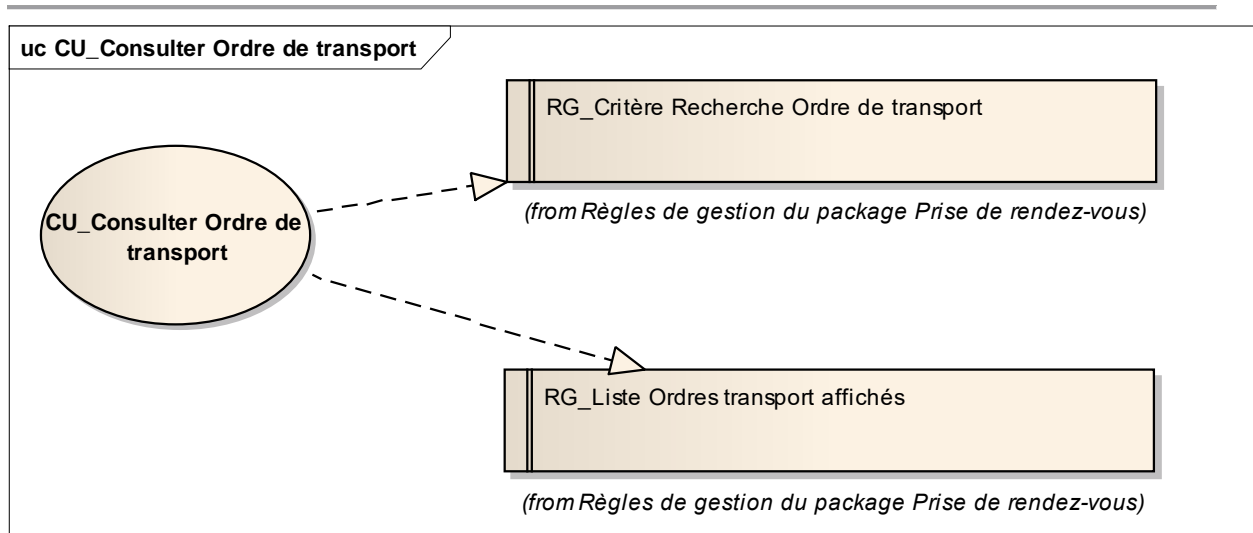 uc CU_Consulter Ordre de transport
RG_Critère Recherche Ordre de transport
(from Règles de gestion du package Prise de rendez-vous)
CU_Consulter Ordre de
transport
RG_Liste Ordres transport affichés
(from Règles de gestion du package Prise de rendez-vous)